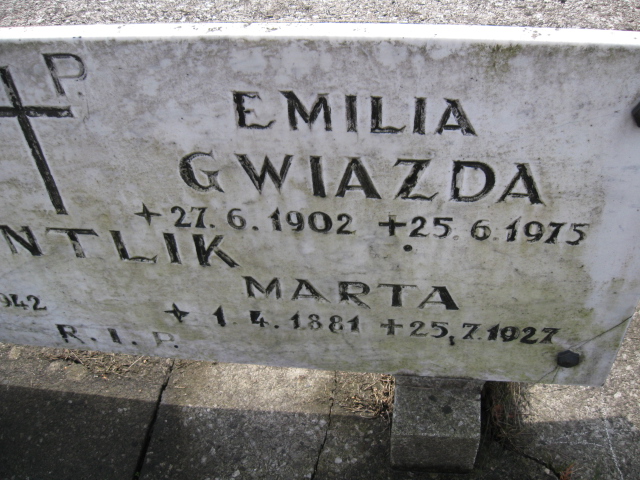 P.
EMILIA
GWIAZDA
27.6.1902 +25.6.1975
NTLIK
MARTA
1.4.1881 +25,7.1927
942
R.I.P.